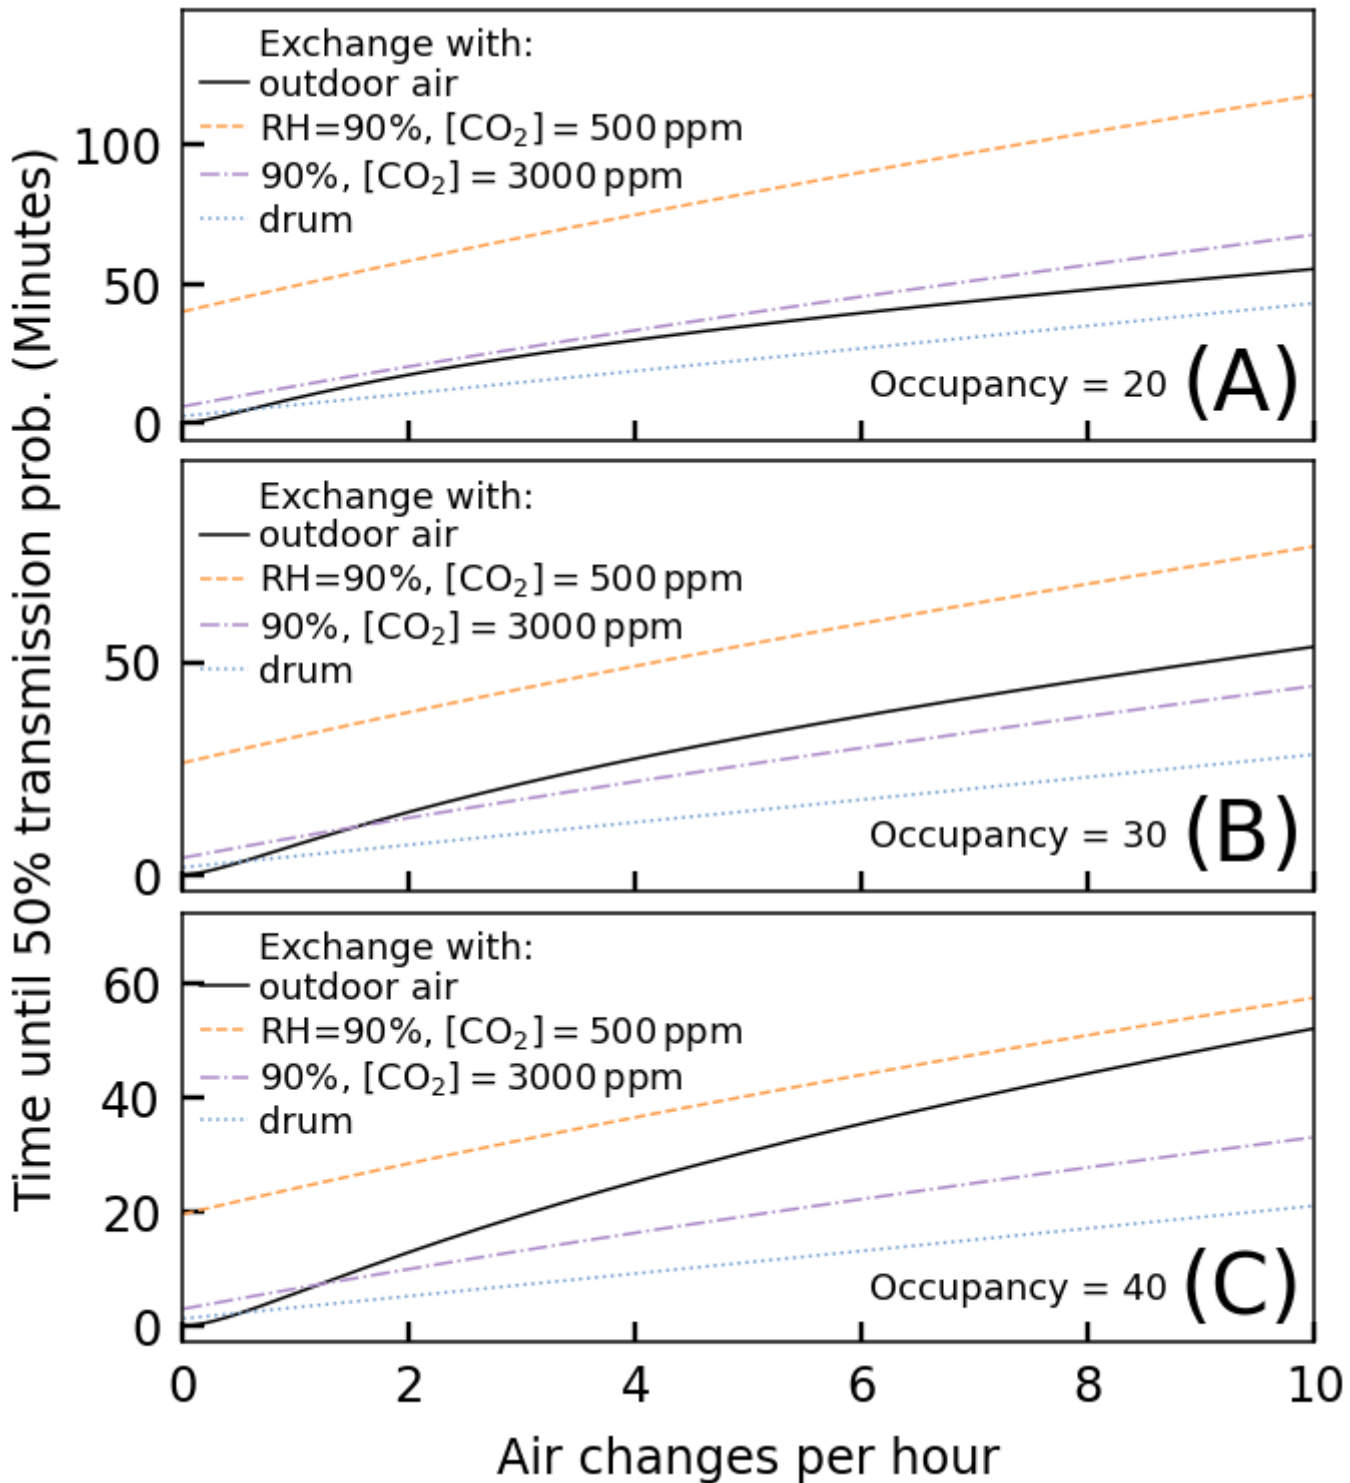 Time until 50% transmission prob. (Minutes)
Exchange with:
outdoor air
RH=90%, [CO₂] = 500 ppm
90%, [CO₂] = 3000 ppm
drum
100
50
0
Occupancy = 20 (A)
Exchange with:
outdoor air
RH=90%, [CO₂] = 500 ppm
90%, [CO₂] = 3000 ppm
drum
50
0
Occupancy = 30 (B)
Exchange with:
outdoor air
RH=90%, [CO₂] = 500 ppm
90%, [CO₂] = 3000 ppm
drum
60
40
20
0
Occupancy = 40 (C)
0 2 4 6 8 10
Air changes per hour